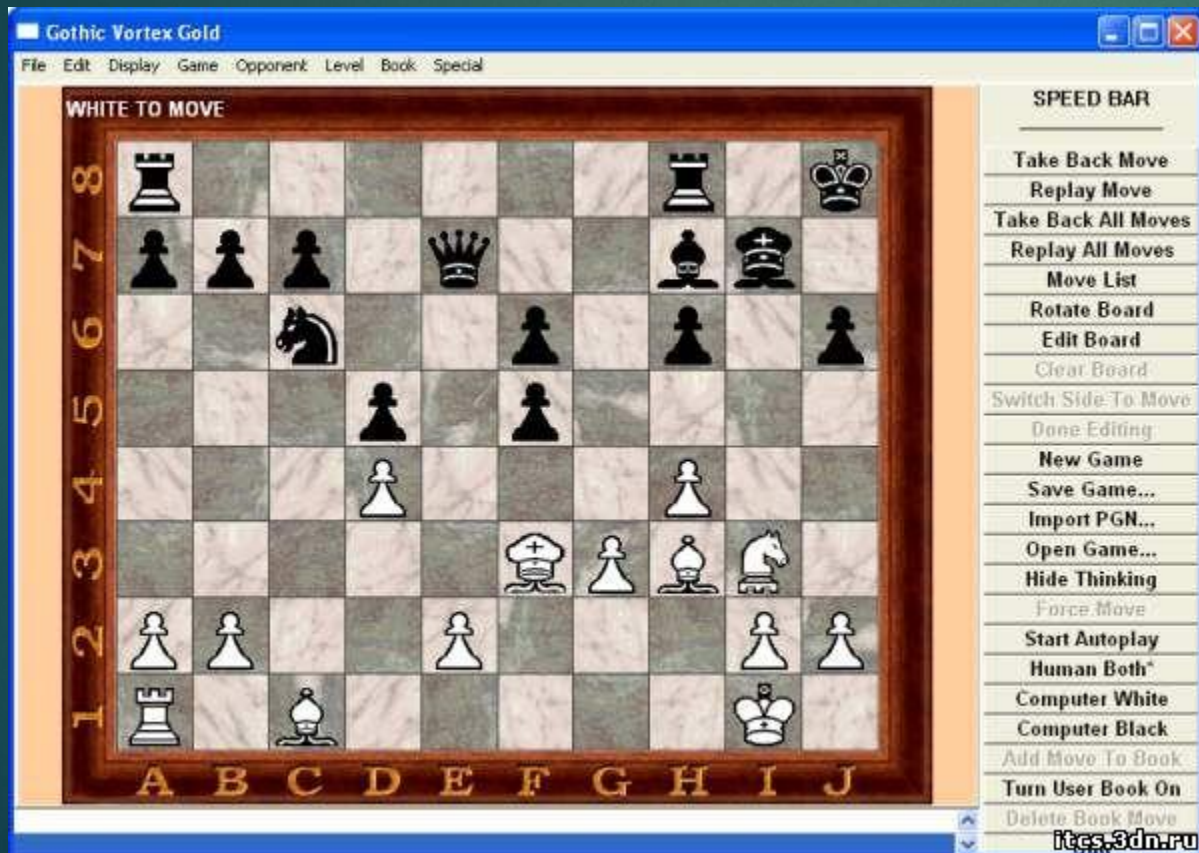 Gothic Vortex Gold
File Edit Display Game Opponent Level Book Special
WHITE TO MOVE
8
7
6
5
4
3
2
1
A B C D E F G H I J
SPEED BAR
Take Back Move
Replay Move
Take Back All Moves
Replay All Moves
Move List
Rotate Board
Edit Board
Clear Board
Switch Side To Move
Done Editing
New Game
Save Game...
Import PGN...
Open Game...
Hide Thinking
Force Move
Start Autoplay
Human Both*
Computer White
Computer Black
Add Move To Book
Turn User Book On
Delete Book Move
itcs.3dn.ru